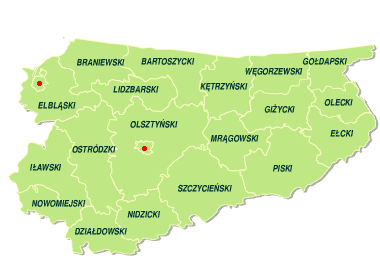 GOŁDAPSKI
BRANIEWSKI
BARTOSZYCKI
WĘGORZEWSKI
LIDZBARSKI
KĘTRZYŃSKI
ELBLĄSKI
GIŻYCKI
OLECKI
OLSZTYŃSKI
EŁCKI
MRĄGOWSKI
OSTRÓDZKI
IŁAWSKI
PISKI
SZCZYCIEŃSKI
NOWOMIEJSKI
NIDZICKI
DZIAŁDOWSKI